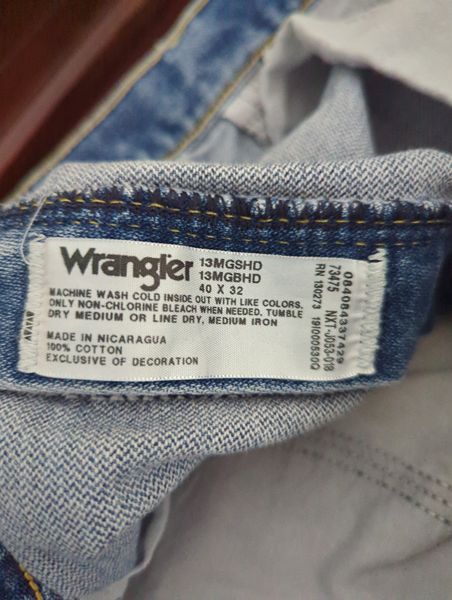 Wrangler
13MGSHD
13MGBHD
40 X 32
MACHINE WASH COLD INSIDE OUT WITH LIKE COLORS.
ONLY NON-CHLORINE BLEACH WHEN NEEDED, TUMBLE
DRY MEDIUM OR LINE DRY, MEDIUM IRON
MADE IN NICARAGUA
100% COTTON
EXCLUSIVE OF DECORATION
084084337429
73475 NXT-J053-018
RN 130273 19I000530Q